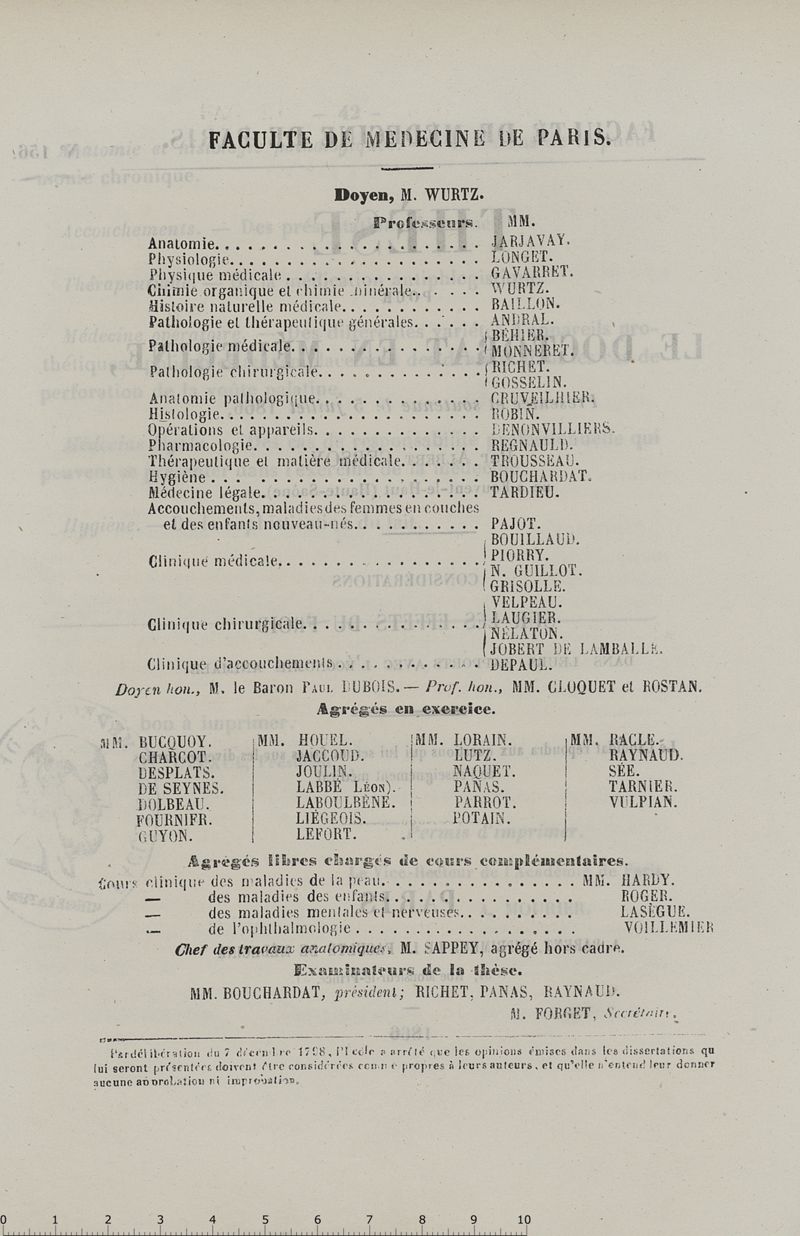 FACULTE DE MEDECINE DE PARIS.
Doyen, M. WURTZ.
Professeurs. MM.
Anatomie. . . . . . . . . . . . . . . . . . . . . . JARJAVAY.
Physiologie. . . . . . . . . . . . . . . . . . . . . LONGET.
Physique médicale . . . . . . . . . . . . . . . . . GAVARRET.
Chimie organique et chimie minérale. . . . . . WURTZ.
Histoire naturelle médicale. . . . . . . . . . . . BAILLON.
Pathologie et thérapeutique générales. . . . . . ANDRAL.
Pathologie médicale. . . . . . . . . . . . . . . . BÉHIER.
MONNERET.
Pathologie chirurgicale. . . . . . . . . . . . . . RICHET.
GOSSELIN.
Anatomie pathologique. . . . . . . . . . . . . . CRUVEILHIER.
Histologie. . . . . . . . . . . . . . . . . . . . . . ROBIN.
Opérations et appareils. . . . . . . . . . . . . . DENONVILLIERS.
Pharmacologie. . . . . . . . . . . . . . . . . . . REGNAULD.
Thérapeutique et matière médicale. . . . . . . TROUSSEAU.
Hygiène . . . . . . . . . . . . . . . . . . . . . . BOUCHARDAT.
Médecine légale. . . . . . . . . . . . . . . . . . TARDIEU.
Accouchements, maladies des femmes en couches
et des enfants nouveau-nés. . . . . . . . . . . PAJOT.
Clinique médicale. . . . . . . . . . . . . . . . . BOUILLAUD.
PIORRY.
N. GUILLOT.
GRISOLLE.
Clinique chirurgicale. . . . . . . . . . . . . . . VELPEAU.
LAUGIER.
NÉLATON.
JOBERT DE LAMBALLE.
Clinique d'accouchements . . . . . . . . . . . . DEPAUL.
Doyen hon., M. le Baron PAUL DUBOIS. — Prof. hon., MM. CLOQUET et ROSTAN.
Agrégés en exercice.
MM. BUCQUOY. MM. HOUEL. MM. LORAIN. MM. RACLE.
CHARCOT. JACCOUD. LUTZ. RAYNAUD.
DESPLATS. JOULIN. NAQUET. SÉE.
DE SEYNES. LABBÉ Léon). PANAS. TARNIER.
DOLBEAU. LABOULBÈNE. PARROT. VULPIAN.
FOURNIER. LIÉGEOIS. POTAIN.
GUYON. LEFORT.
Agrégés libres chargés de cours complémentaires.
Cours clinique des maladies de la peau. . . . . . . . . . . . . . . . MM. HARDY.
— des maladies des enfants. . . . . . . . . . . . . . . . ROGER.
— des maladies mentales et nerveuses. . . . . . . . . . LASÈGUE.
— de l'ophthalmologie . . . . . . . . . . . . . . . . . . VOILLEMIER
Chef des travaux anatomiques, M. SAPPEY, agrégé hors cadre.
Examinateurs de la thèse.
MM. BOUCHARDAT, président; RICHET, PANAS, RAYNAUD.
M. FORGET, Secrétaire.
Par délibération du 7 décembre 1798, l'Ecole a arrêté que les opinions émises dans les dissertations qu
lui seront présentées doivent être considérées comme propres à leurs auteurs, et qu'elle n'entend leur donner
aucune approbation ni improbation.
0 1 2 3 4 5 6 7 8 9 10